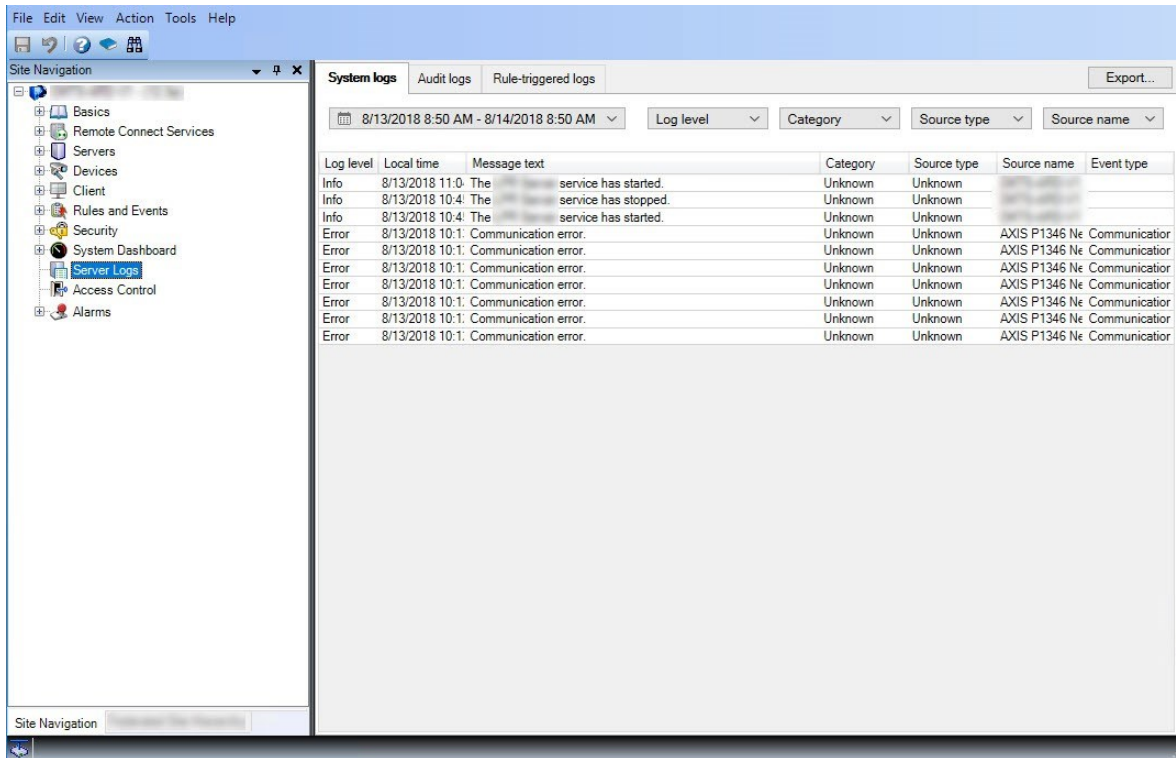 File Edit View Action Tools Help
Site Navigation
Basics
Remote Connect Services
Servers
Devices
Client
Rules and Events
Security
System Dashboard
Server Logs
Access Control
Alarms
Site Navigation
System logs Audit logs Rule-triggered logs Export...
8/13/2018 8:50 AM - 8/14/2018 8:50 AM Log level Category Source type Source name
Log level Local time Message text Category Source type Source name Event type
Info 8/13/2018 11:0 The service has started. Unknown Unknown
Info 8/13/2018 10:4 The service has stopped. Unknown Unknown
Info 8/13/2018 10:4 The service has started. Unknown Unknown
Error 8/13/2018 10:1 Communication error. Unknown Unknown AXIS P1346 Ne Communication
Error 8/13/2018 10:1 Communication error. Unknown Unknown AXIS P1346 Ne Communication
Error 8/13/2018 10:1 Communication error. Unknown Unknown AXIS P1346 Ne Communication
Error 8/13/2018 10:1 Communication error. Unknown Unknown AXIS P1346 Ne Communication
Error 8/13/2018 10:1 Communication error. Unknown Unknown AXIS P1346 Ne Communication
Error 8/13/2018 10:1 Communication error. Unknown Unknown AXIS P1346 Ne Communication
Error 8/13/2018 10:1 Communication error. Unknown Unknown AXIS P1346 Ne Communication